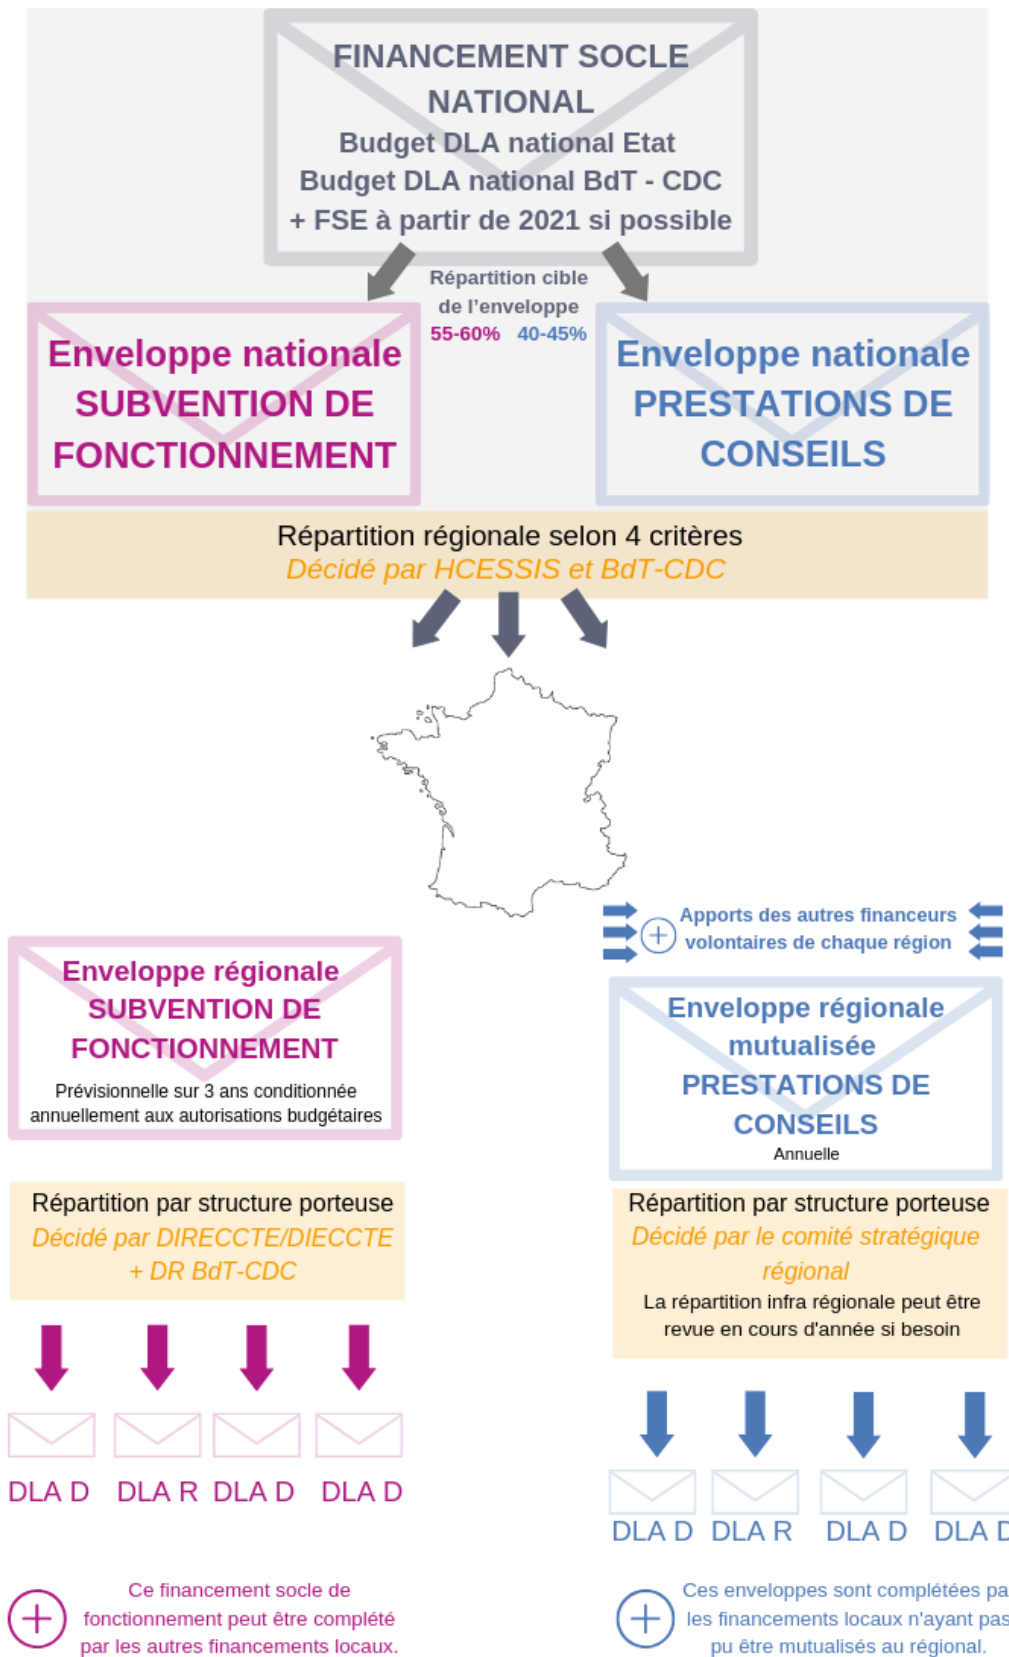 FINANCEMENT SOCLE
NATIONAL
Budget DLA national Etat
Budget DLA national BdT - CDC
+ FSE à partir de 2021 si possible
Répartition cible
de l'enveloppe
55-60% 40-45%
Enveloppe nationale
SUBVENTION DE
FONCTIONNEMENT
Enveloppe nationale
PRESTATIONS DE
CONSEILS
Répartition régionale selon 4 critères
Décidé par HCESSIS et BdT-CDC
Apports des autres financeurs
volontaires de chaque région
Enveloppe régionale
SUBVENTION DE
FONCTIONNEMENT
Prévisionnelle sur 3 ans conditionnée
annuellement aux autorisations budgétaires
Enveloppe régionale
mutualisée
PRESTATIONS DE
CONSEILS
Annuelle
Répartition par structure porteuse
Décidé par DIRECCTE/DIECCTE
+ DR BdT-CDC
Répartition par structure porteuse
Décidé par le comité stratégique
régional
La répartition infra régionale peut être
revue en cours d'année si besoin
DLA D DLA R DLA D DLA D
DLA D DLA R DLA D DLA D
Ce financement socle de
fonctionnement peut être complété
par les autres financements locaux.
Ces enveloppes sont complétées pa
les financements locaux n'ayant pas
pu être mutualisés au régional.